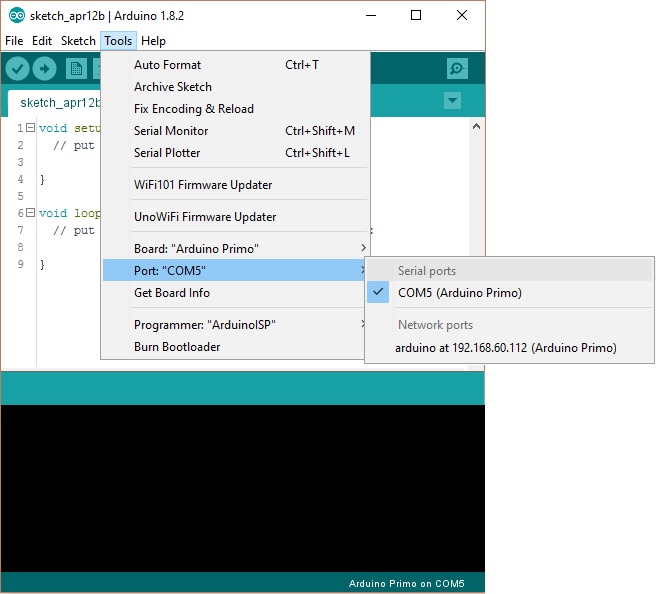 sketch_apr12b | Arduino 1.8.2
File Edit Sketch Tools Help
sketch_apr12b
Auto Format Ctrl+T
Archive Sketch
Fix Encoding & Reload
Serial Monitor Ctrl+Shift+M
Serial Plotter Ctrl+Shift+L
WiFi101 Firmware Updater
UnoWiFi Firmware Updater
Board: "Arduino Primo"
Port: "COM5"
Get Board Info
Programmer: "ArduinoISP"
Burn Bootloader
Serial ports
COM5 (Arduino Primo)
Network ports
arduino at 192.168.60.112 (Arduino Primo)
1 void setu
2 // put
3
4 }
5
6 void loop
7 // put :
8
9 }
Arduino Primo on COM5